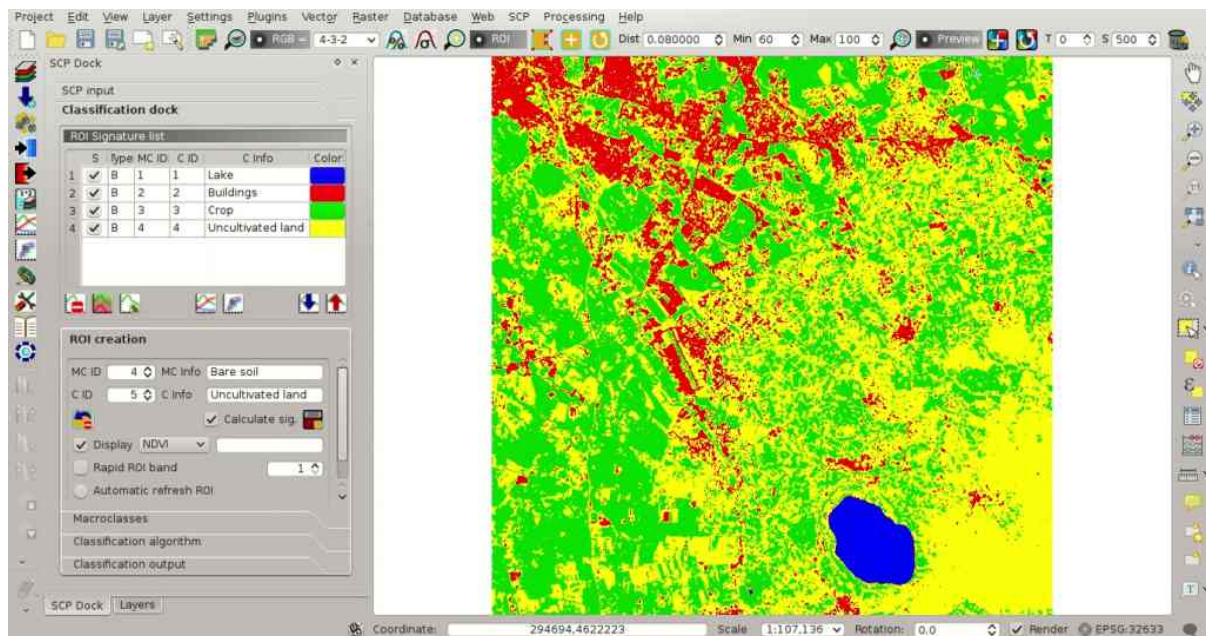 Project Edit View Layer Settings Plugins Vector Raster Database Web SCP Processing Help
RGB = 4-3-2 ROI Dist 0.080000 Min 60 Max 100 Preview T 0 S 500
SCP Dock
SCP input
Classification dock
ROI Signature list
S Type MC ID C ID C Info Color
1 B 1 1 Lake
2 B 2 2 Buildings
3 B 3 3 Crop
4 B 4 4 Uncultivated land
ROI creation
MC ID 4 MC Info Bare soil
C ID 5 C Info Uncultivated land
Calculate sig.
Display NDVI
Rapid ROI band 1
Automatic refresh ROI
Macroclasses
Classification algorithm
Classification output
SCP Dock Layers
Coordinate: 294694,4622223 Scale 1:107,136 Rotation: 0.0 Render EPSG:32633